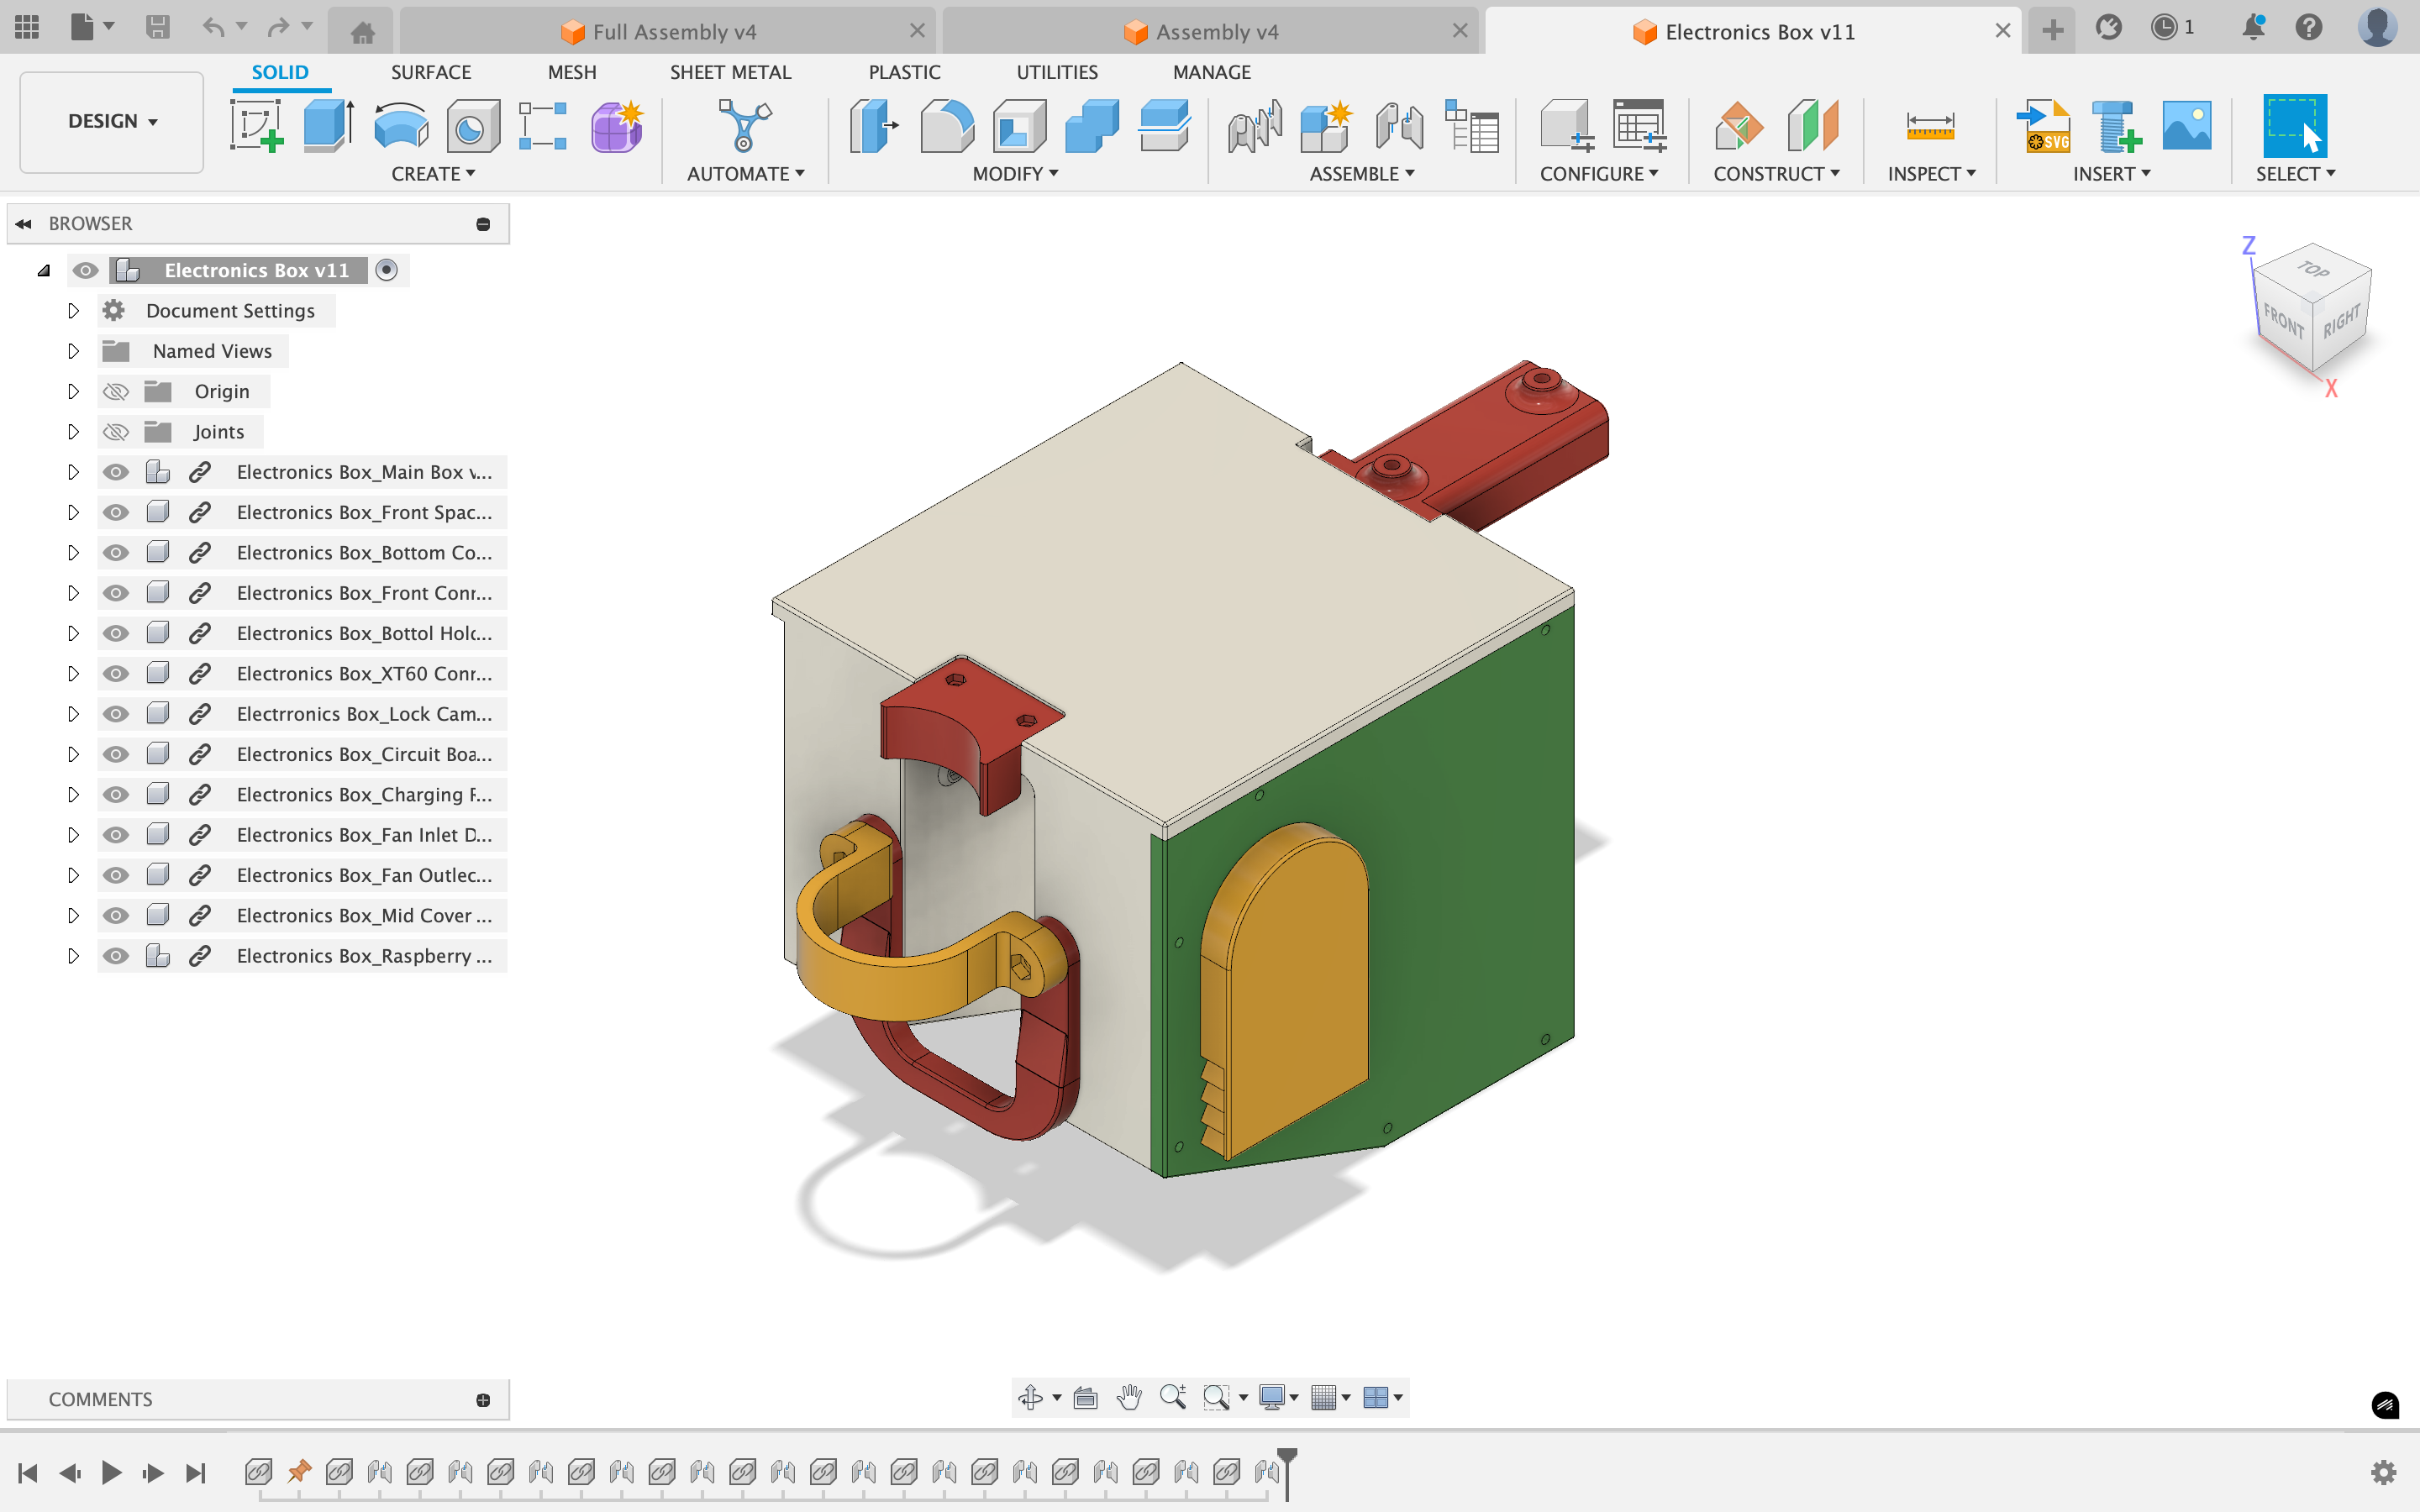 Full Assembly v4
Assembly v4
Electronics Box v11
1
DESIGN
SOLID
SURFACE
MESH
SHEET METAL
PLASTIC
UTILITIES
MANAGE
SVG
CREATE
AUTOMATE
MODIFY
ASSEMBLE
CONFIGURE
CONSTRUCT
INSPECT
INSERT
SELECT
BROWSER
Electronics Box v11
Document Settings
Named Views
Origin
Joints
Electronics Box_Main Box v...
Electronics Box_Front Spac...
Electronics Box_Bottom Co...
Electronics Box_Front Conr...
Electronics Box_Bottol Holc...
Electronics Box_XT60 Conr...
Electrronics Box_Lock Cam...
Electronics Box_Circuit Boa...
Electronics Box_Charging F...
Electronics Box_Fan Inlet D...
Electronics Box_Fan Outlec...
Electronics Box_Mid Cover ...
Electronics Box_Raspberry ...
Z
TOP
FRONT
RIGHT
X
COMMENTS